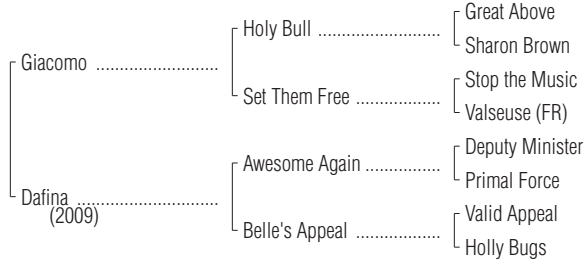 Great Above
Holy Bull ........................
Sharon Brown
Giacomo ........................
Stop the Music
Set Them Free .................
Valseuse (FR)
Deputy Minister
Awesome Again ...............
Primal Force
Dafina ............................
(2009)
Valid Appeal
Belle's Appeal .................
Holly Bugs